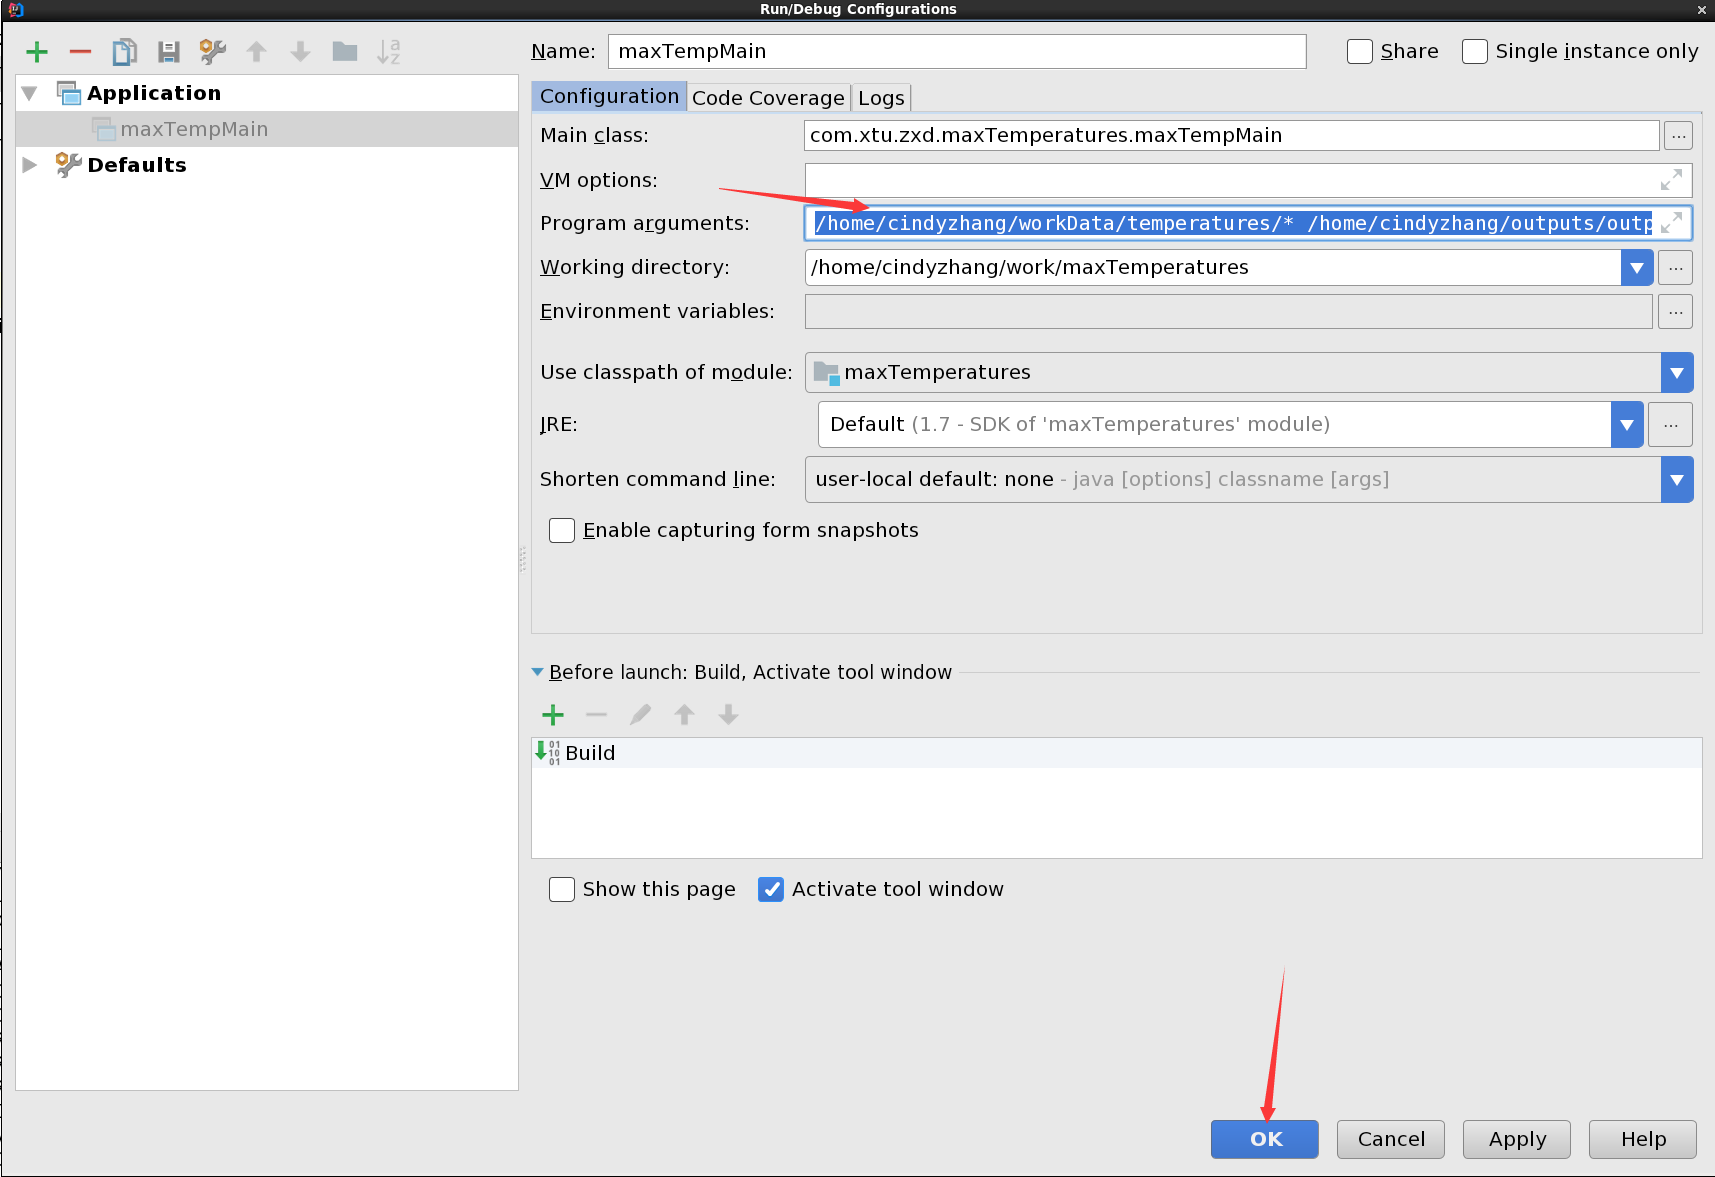 Run/Debug Configurations
Name: maxTempMain Share Single instance only
Application
maxTempMain
Defaults
Configuration Code Coverage Logs
Main class: com.xtu.zxd.maxTemperatures.maxTempMain ...
VM options:
Program arguments: /home/cindyzhang/workData/temperatures/* /home/cindyzhang/outputs/outp
Working directory: /home/cindyzhang/work/maxTemperatures ...
Environment variables: ...
Use classpath of module: maxTemperatures
JRE: Default (1.7 - SDK of 'maxTemperatures' module) ...
Shorten command line: user-local default: none - java [options] classname [args]
Enable capturing form snapshots
Before launch: Build, Activate tool window
Build
Show this page Activate tool window
OK Cancel Apply Help